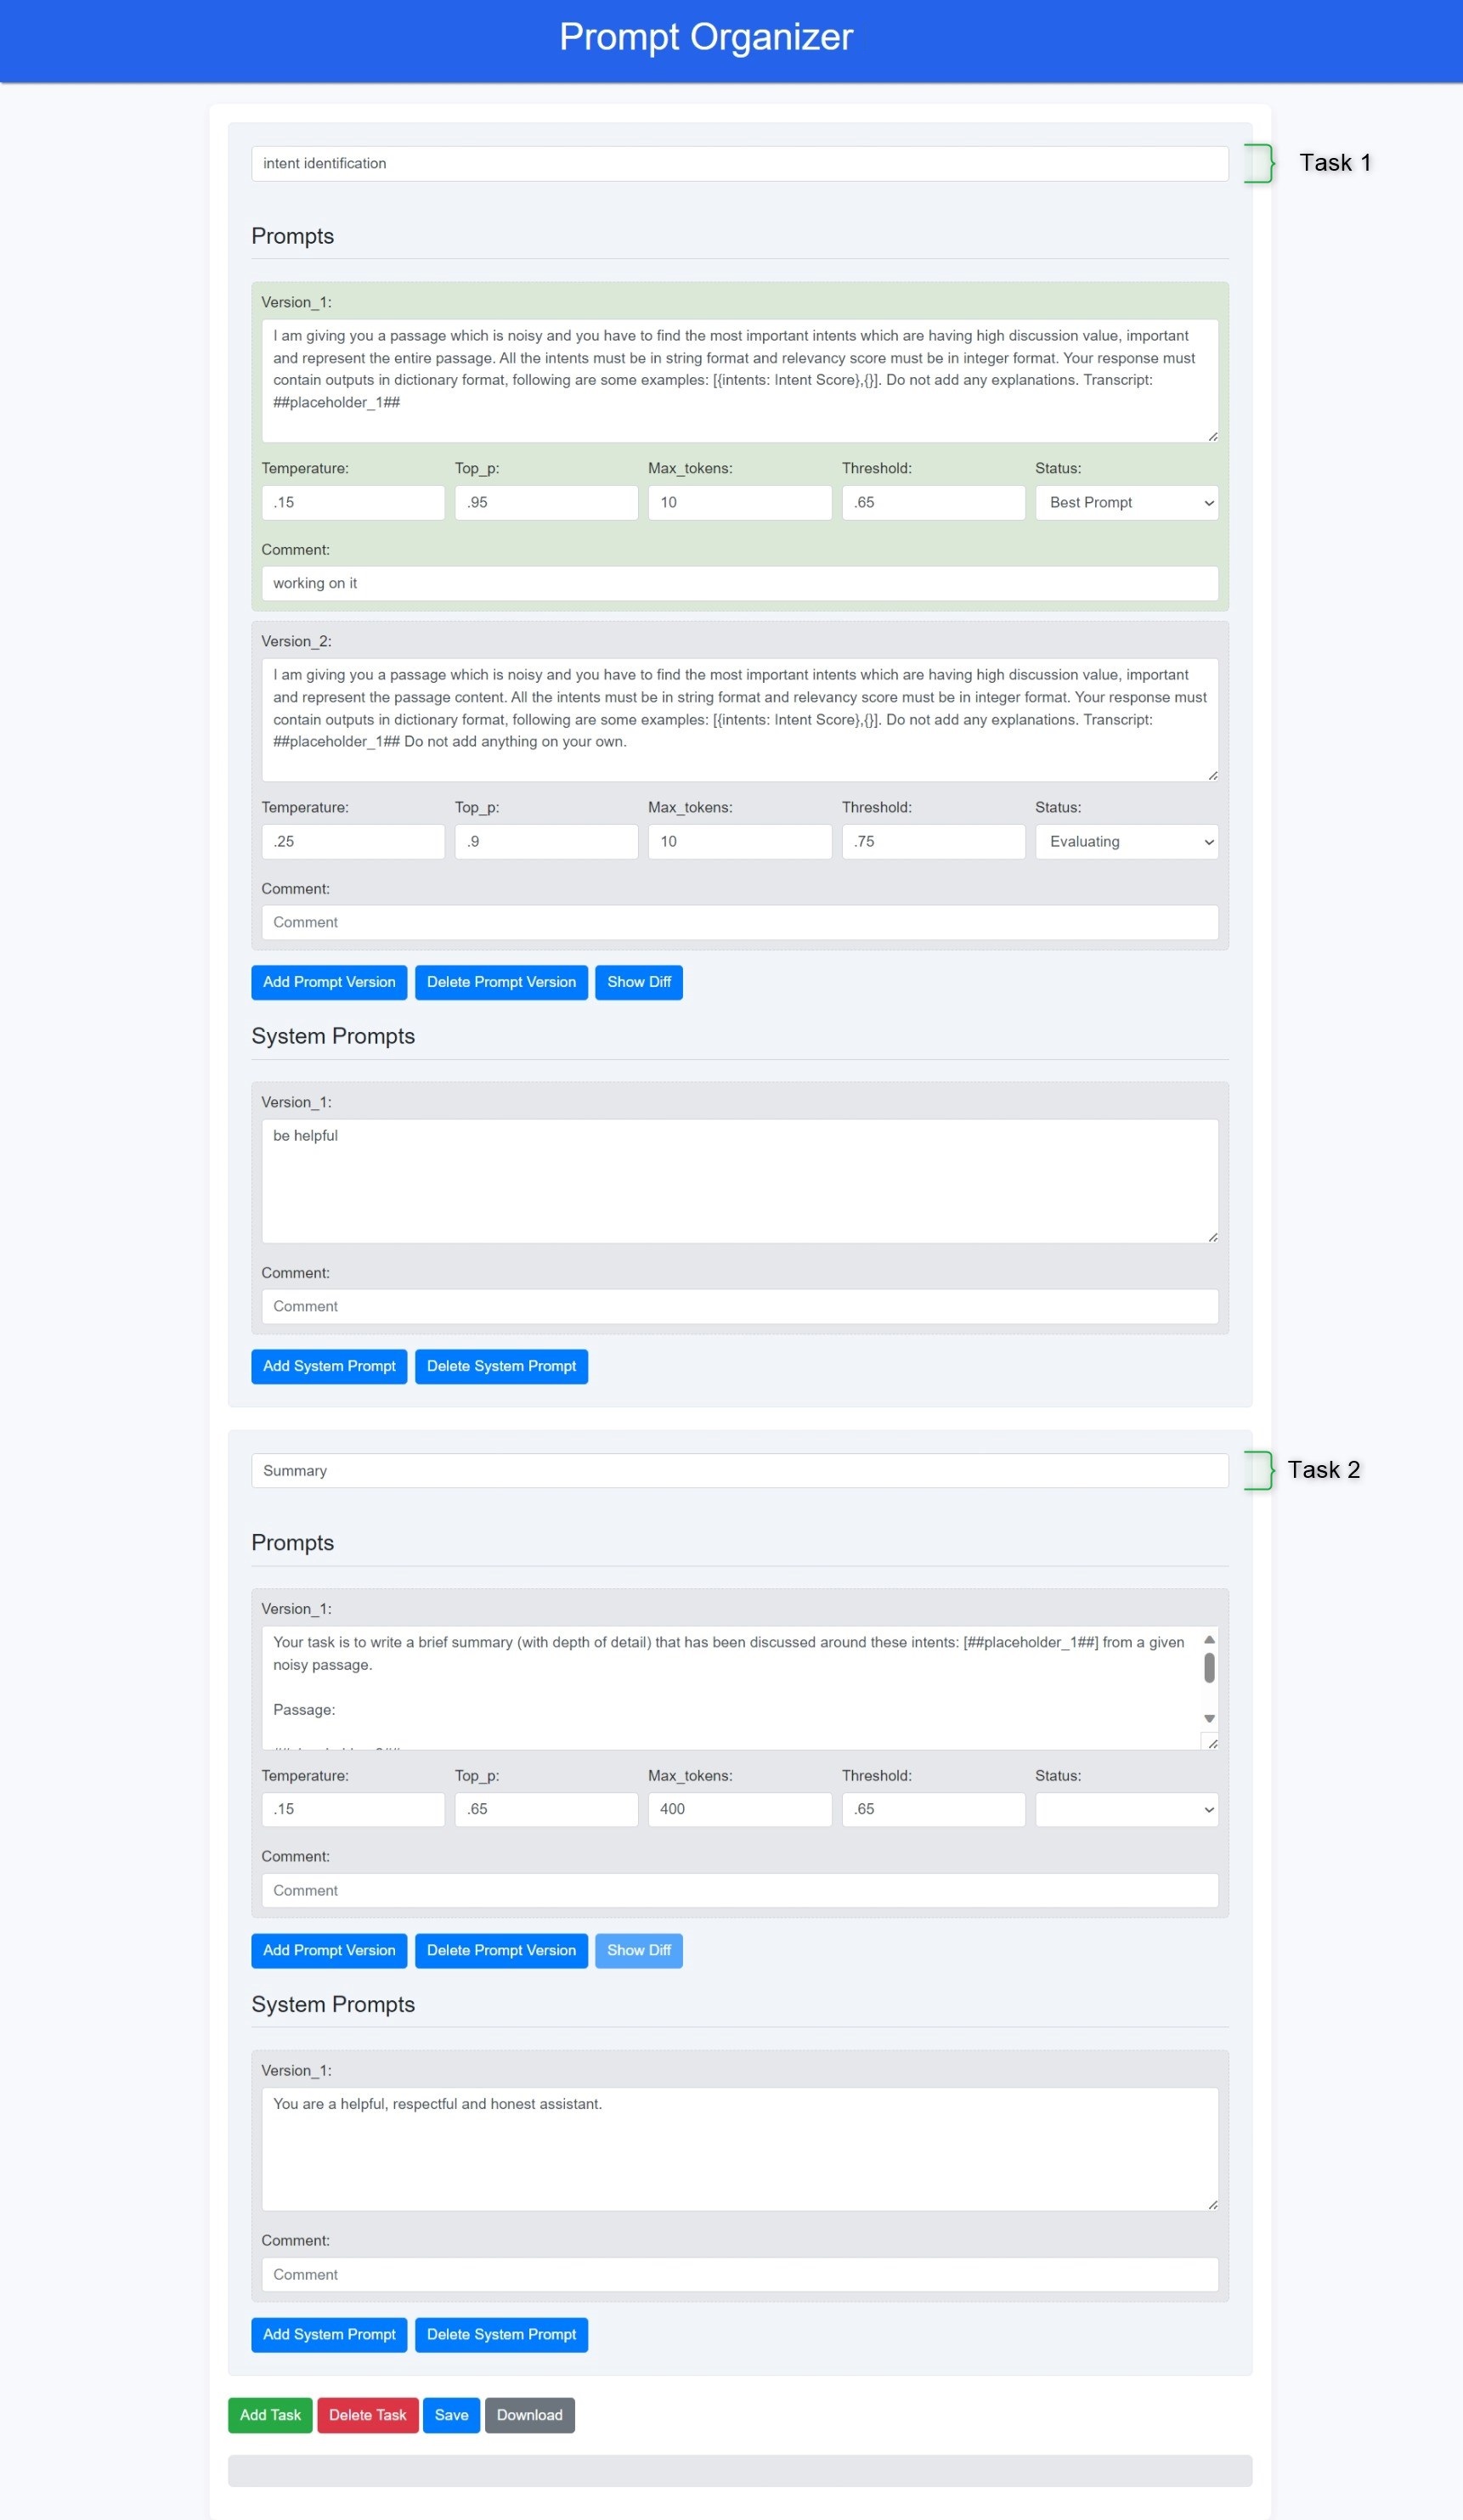 Prompt Organizer
intent identification
Task 1
Prompts
Version_1:
I am giving you a passage which is noisy and you have to find the most important intents which are having high discussion value, important
and represent the entire passage. All the intents must be in string format and relevancy score must be in integer format. Your response must
contain outputs in dictionary format, following are some examples: [{intents: Intent Score},{}]. Do not add any explanations. Transcript:
##placeholder_1##
Temperature: Top_p: Max_tokens: Threshold: Status:
.15 .95 10 .65 Best Prompt
Comment:
working on it
Version_2:
I am giving you a passage which is noisy and you have to find the most important intents which are having high discussion value, important
and represent the passage content. All the intents must be in string format and relevancy score must be in integer format. Your response must
contain outputs in dictionary format, following are some examples: [{intents: Intent Score},{}]. Do not add any explanations. Transcript:
##placeholder_1## Do not add anything on your own.
Temperature: Top_p: Max_tokens: Threshold: Status:
.25 .9 10 .75 Evaluating
Comment:
Comment
Add Prompt Version Delete Prompt Version Show Diff
System Prompts
Version_1:
be helpful
Comment:
Comment
Add System Prompt Delete System Prompt
Summary
Task 2
Prompts
Version_1:
Your task is to write a brief summary (with depth of detail) that has been discussed around these intents: [##placeholder_1##] from a given
noisy passage.
Passage:
Temperature: Top_p: Max_tokens: Threshold: Status:
.15 .65 400 .65
Comment:
Comment
Add Prompt Version Delete Prompt Version Show Diff
System Prompts
Version_1:
You are a helpful, respectful and honest assistant.
Comment:
Comment
Add System Prompt Delete System Prompt
Add Task Delete Task Save Download